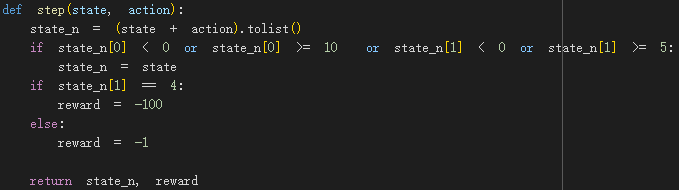 def step(state, action):
    state_n = (state + action).tolist()
    if state_n[0] < 0 or state_n[0] >= 10 or state_n[1] < 0 or state_n[1] >= 5:
        state_n = state
    if state_n[1] == 4:
        reward = -100
    else:
        reward = -1
    return state_n, reward